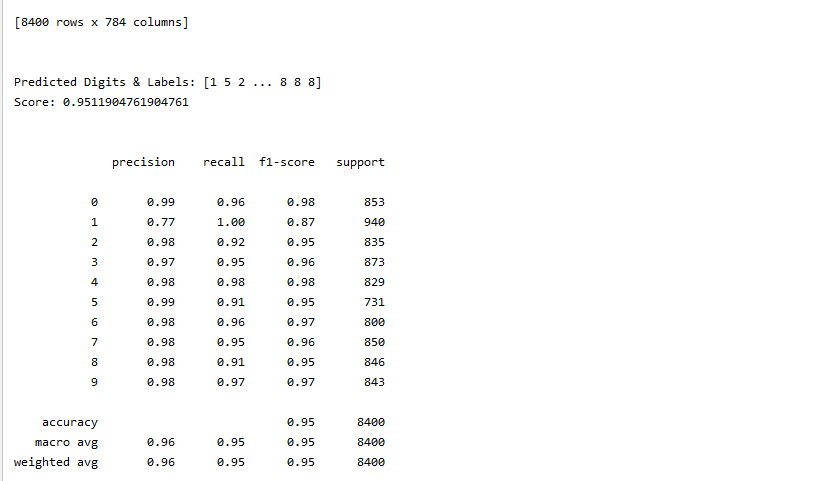 [8400 rows x 784 columns]
Predicted Digits & Labels: [1 5 2 ... 8 8 8]
Score: 0.9511904761904761
precision recall f1-score support
0 0.99 0.96 0.98 853
1 0.77 1.00 0.87 940
2 0.98 0.92 0.95 835
3 0.97 0.95 0.96 873
4 0.98 0.98 0.98 829
5 0.99 0.91 0.95 731
6 0.98 0.96 0.97 800
7 0.98 0.95 0.96 850
8 0.98 0.91 0.95 846
9 0.98 0.97 0.97 843
accuracy 0.95 8400
macro avg 0.96 0.95 0.95 8400
weighted avg 0.96 0.95 0.95 8400